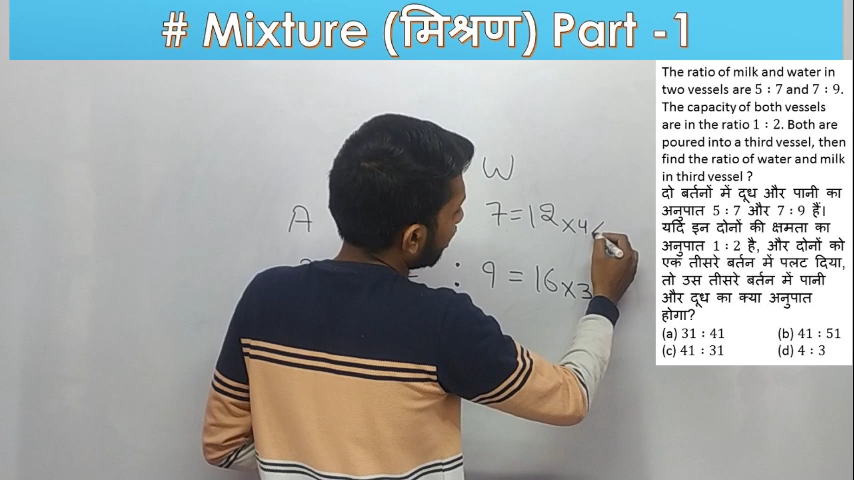 # Mixture (मिश्रण) Part -1
The ratio of milk and water in
two vessels are 5 : 7 and 7 : 9.
The capacity of both vessels
are in the ratio 1 : 2. Both are
poured into a third vessel, then
find the ratio of water and milk
in third vessel ?
दो बर्तनों में दूध और पानी का
अनुपात 5 : 7 और 7 : 9 हैं।
यदि इन दोनों की क्षमता का
अनुपात 1 : 2 है, और दोनों को
एक तीसरे बर्तन में पलट दिया,
तो उस तीसरे बर्तन में पानी
और दूध का क्या अनुपात
होगा?
(a) 31 : 41 (b) 41 : 51
(c) 41 : 31 (d) 4 : 3
W
A 7=12×4
: 9 = 16×3